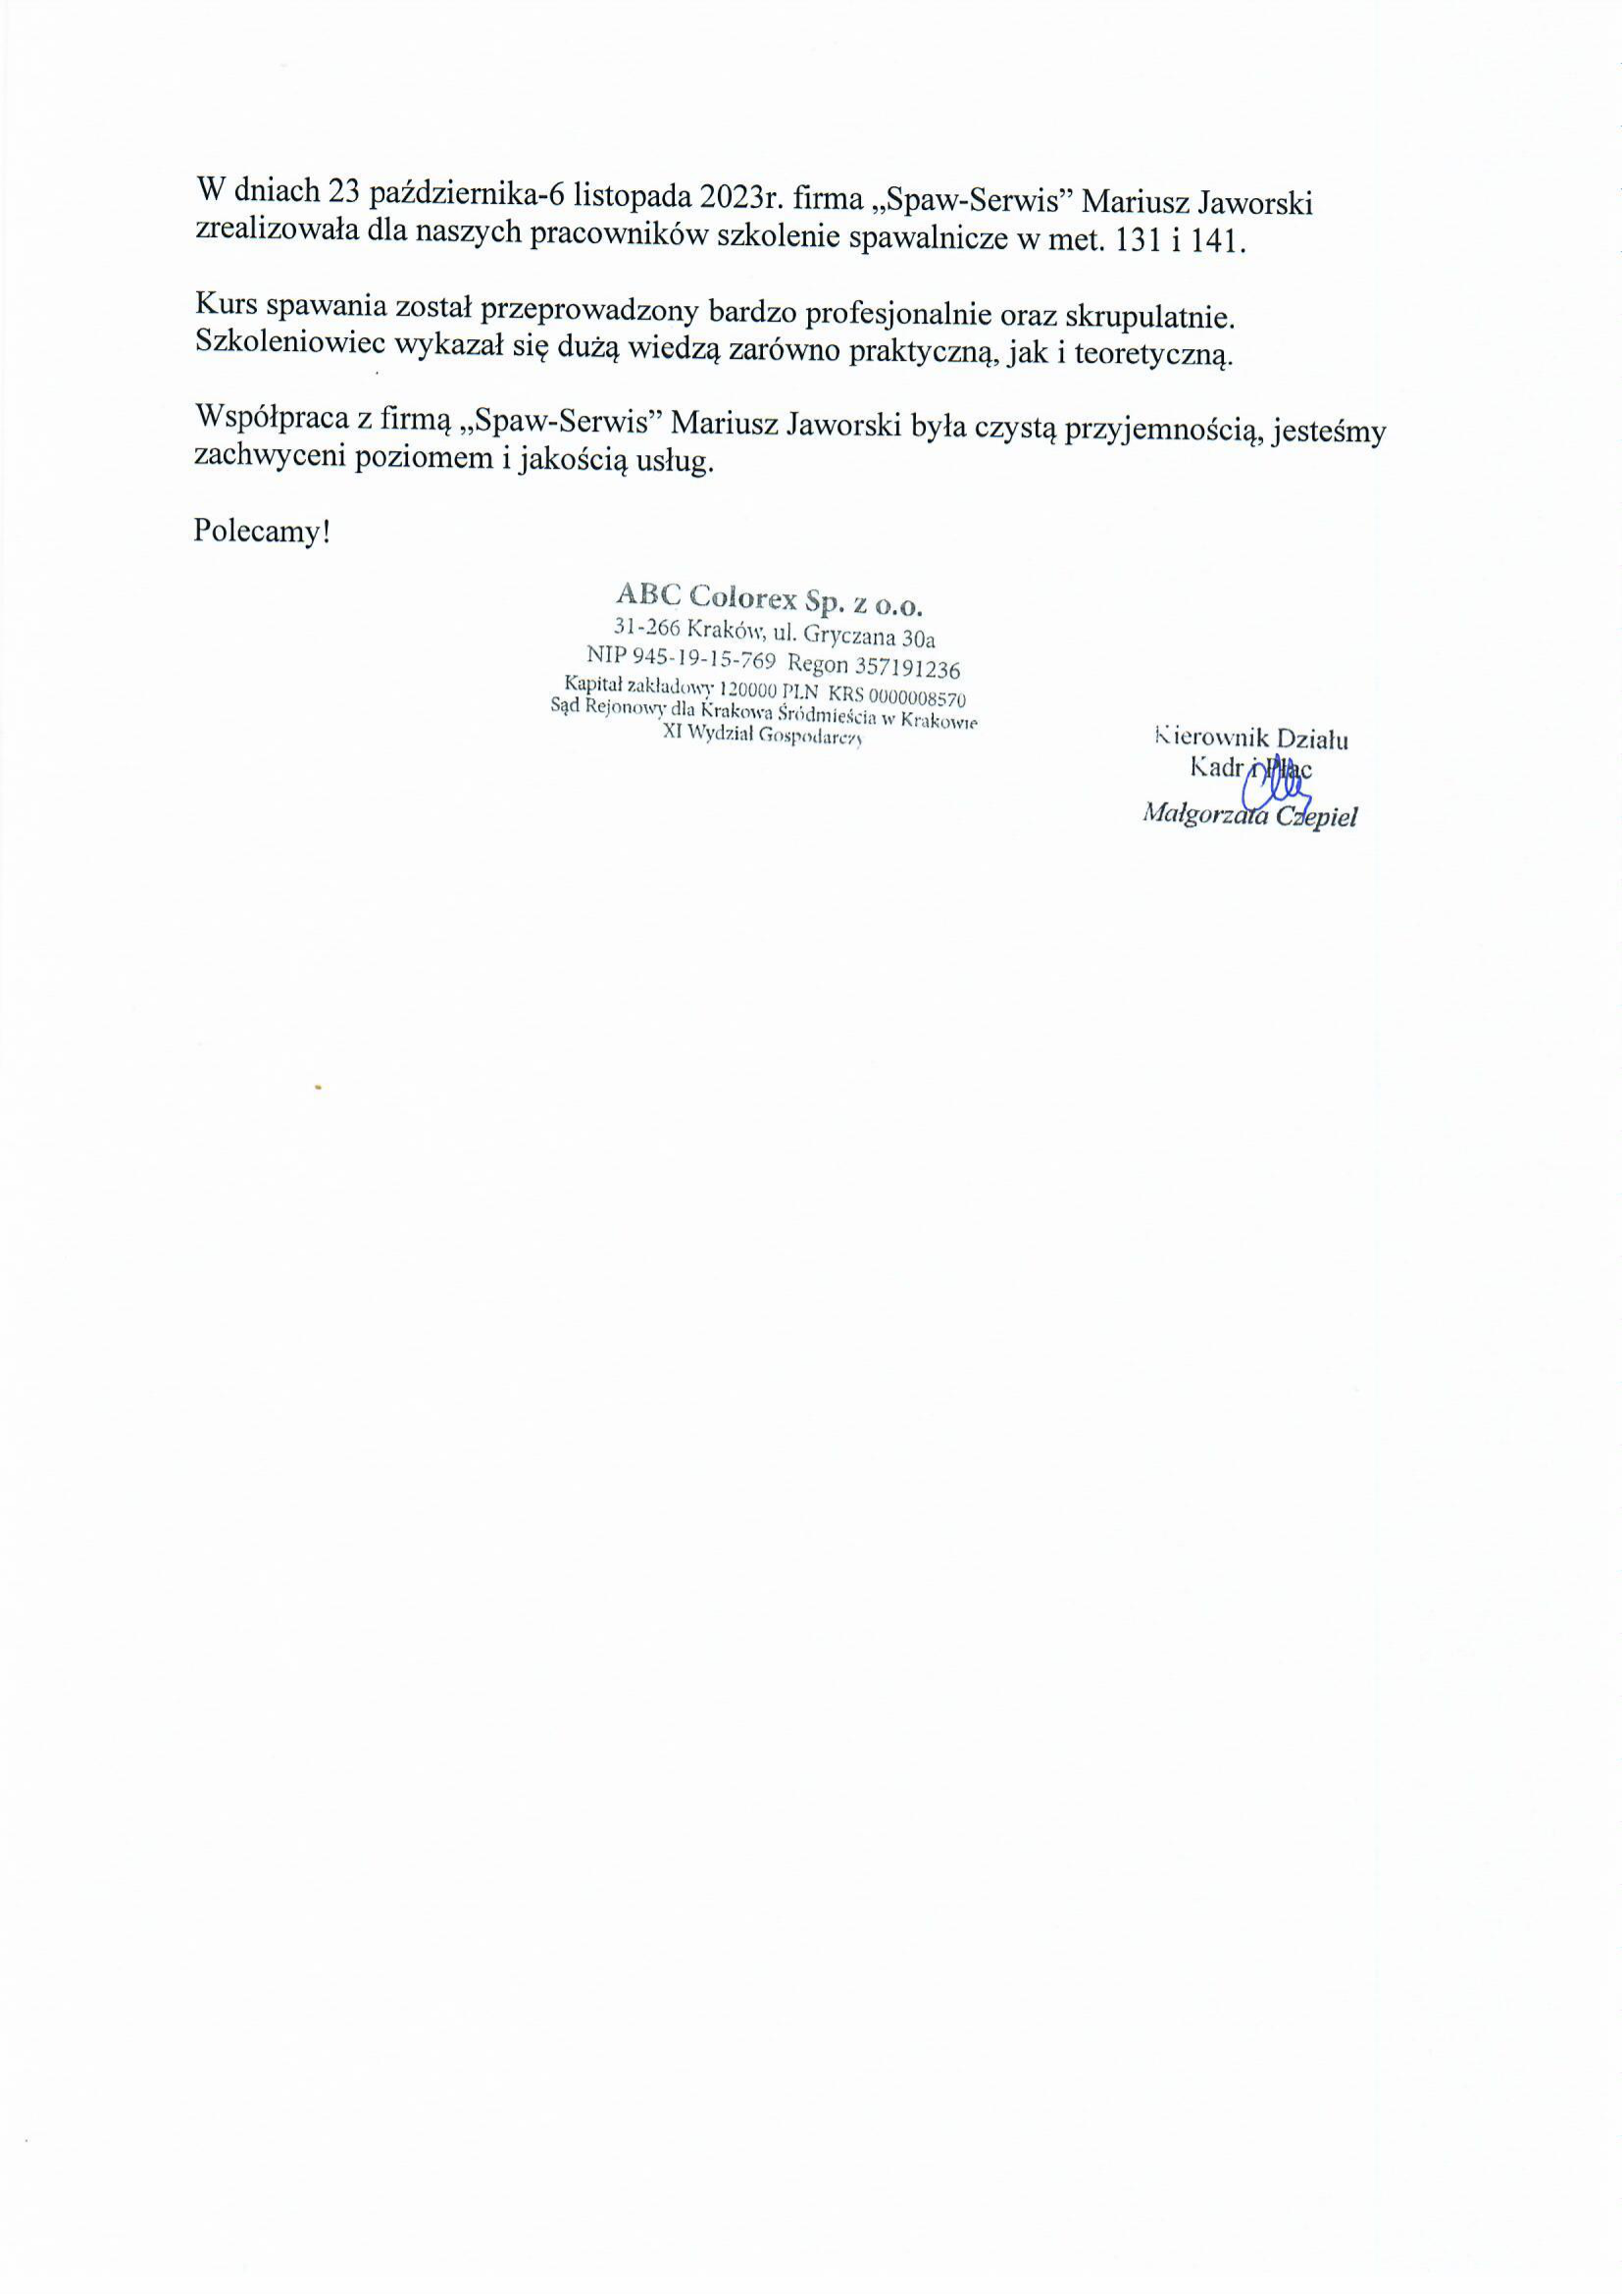 W dniach 23 października-6 listopada 2023r. firma „Spaw-Serwis” Mariusz Jaworski
zrealizowała dla naszych pracowników szkolenie spawalnicze w met. 131 i 141.
Kurs spawania został przeprowadzony bardzo profesjonalnie oraz skrupulatnie.
Szkoleniowiec wykazał się dużą wiedzą zarówno praktyczną, jak i teoretyczną.
Współpraca z firmą „Spaw-Serwis” Mariusz Jaworski była czystą przyjemnością, jesteśmy
zachwyceni poziomem i jakością usług.
Polecamy!
ABC Colorex Sp. z o.o.
31-266 Kraków, ul. Gryczana 30a
NIP 945-19-15-769 Regon 357191236
Kapitał zakładowy 120000 PLN KRS 0000008570
Sąd Rejonowy dla Krakowa Śródmieścia w Krakowie
XI Wydział Gospodarczy
Kierownik Działu
Kadr i Płac
Małgorzata Czepiel